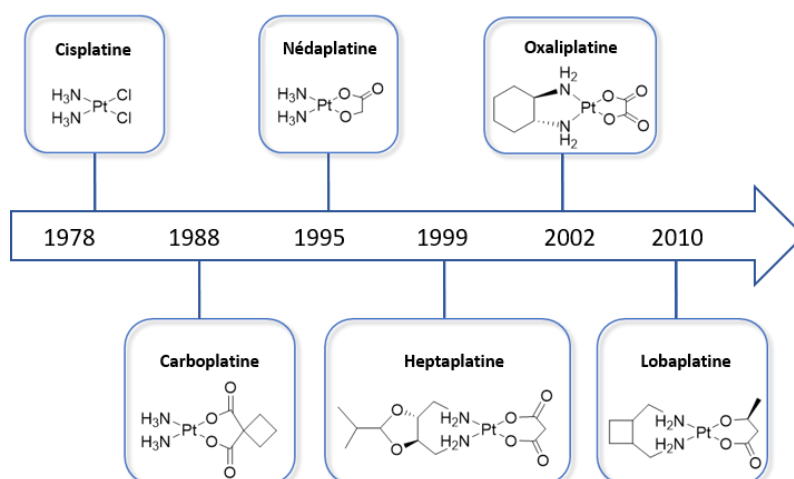 Cisplatine
H₃N Cl
Pt
H₃N Cl
Nédaplatine
H₃N O O
Pt
H₃N O
Oxaliplatine
H₂
N O O
Pt
N O O
H₂
1978 1988 1995 1999 2002 2010
Carboplatine
O
H₃N O
Pt
H₃N O
O
Heptaplatine
O H₂N O O
Pt
O H₂N O O
Lobaplatine
H₂N O
Pt
H₂N O
O